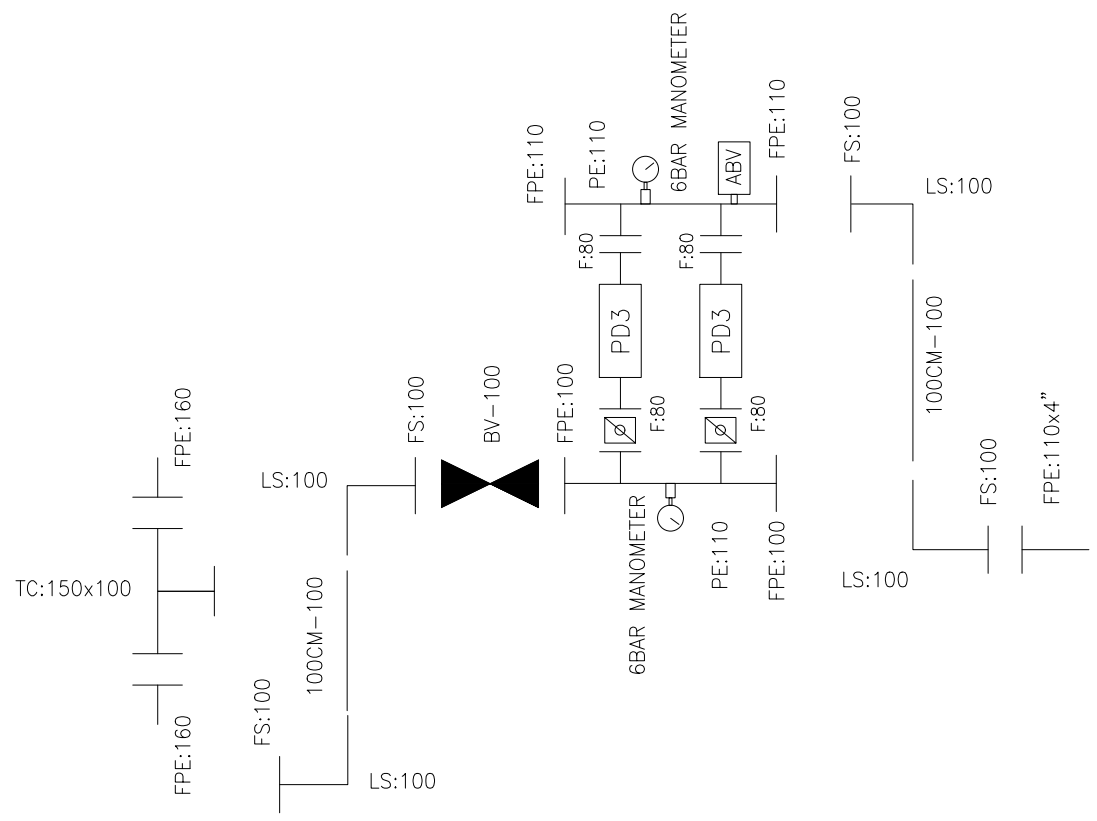 FPE:160
TC:150x100
FPE:160
FS:100
LS:100
100CM-100
LS:100
FS:100
BV-100
FPE:100
FPE:110
PE:110
6BAR MANOMETER
ABV
FPE:110
F:80
F:80
PD3
PD3
F:80
F:80
6BAR MANOMETER
PE:110
FPE:100
FS:100
LS:100
100CM-100
LS:100
FS:100
FPE:110x4”